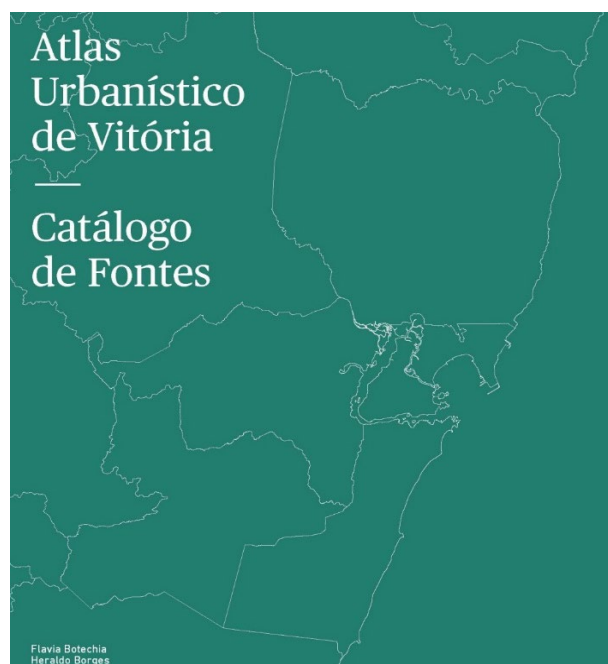 Atlas
Urbanístico
de Vitória
Catálogo
de Fontes
Flavia Botechia
Heraldo Borges